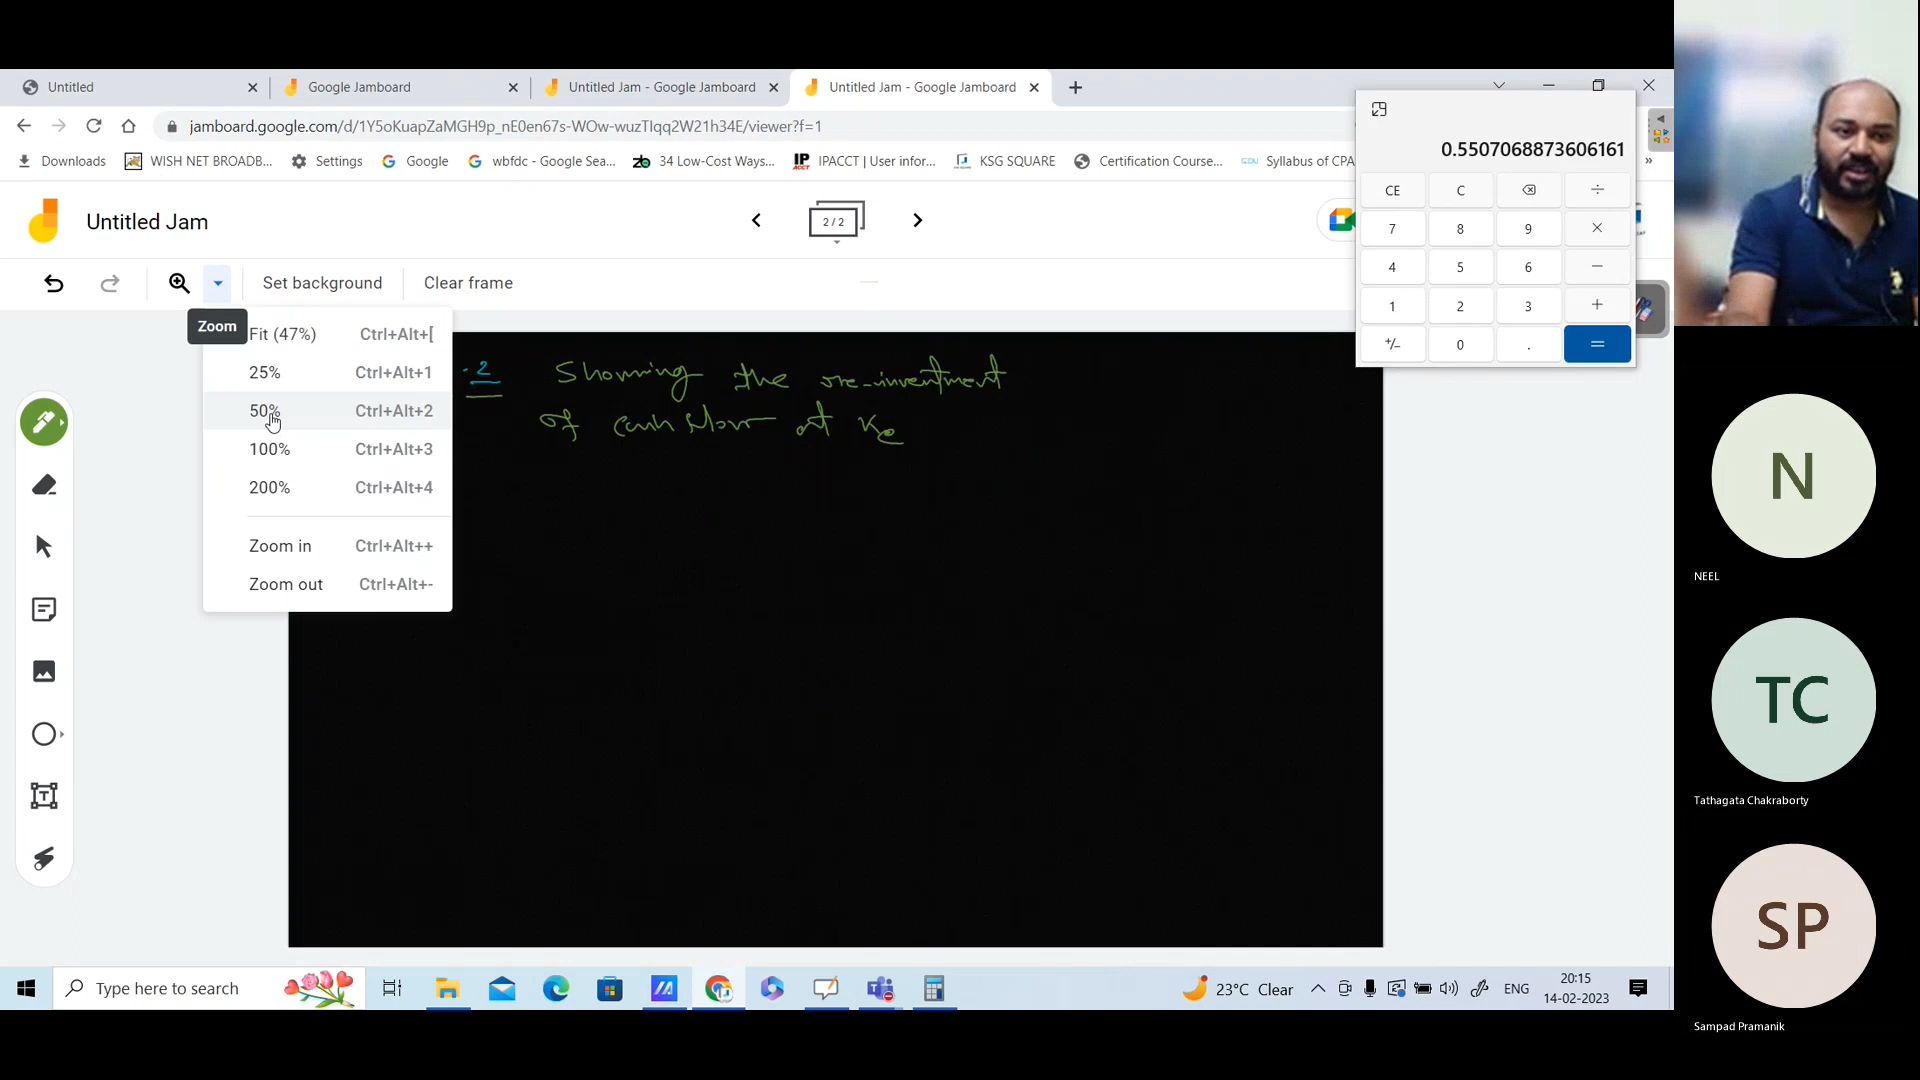 Untitled
Google Jamboard
Untitled Jam - Google Jamboard
Untitled Jam - Google Jamboard
jamboard.google.com/d/1Y5oKuapZaMGH9p_nE0en67s-WOw-wuzTIqq2W21h34E/viewer?f=1
Downloads
WISH NET BROADB...
Settings
Google
wbfdc - Google Sea...
34 Low-Cost Ways...
IPACCT | User infor...
KSG SQUARE
Certification Course...
Syllabus of CPA
»
0.5507068873606161
CE C ÷
7 8 9 ×
4 5 6 −
1 2 3 +
+/− 0 . =
Untitled Jam
2 / 2
Set background
Clear frame
Zoom
Fit (47%) Ctrl+Alt+[
25% Ctrl+Alt+1
50% Ctrl+Alt+2
100% Ctrl+Alt+3
200% Ctrl+Alt+4
Zoom in Ctrl+Alt++
Zoom out Ctrl+Alt+-
.2 Showing the re-investment
of cash flow at Ke
N
NEEL
TC
Tathagata Chakraborty
SP
Sampad Pramanik
Type here to search
23°C Clear
ENG
20:15
14-02-2023